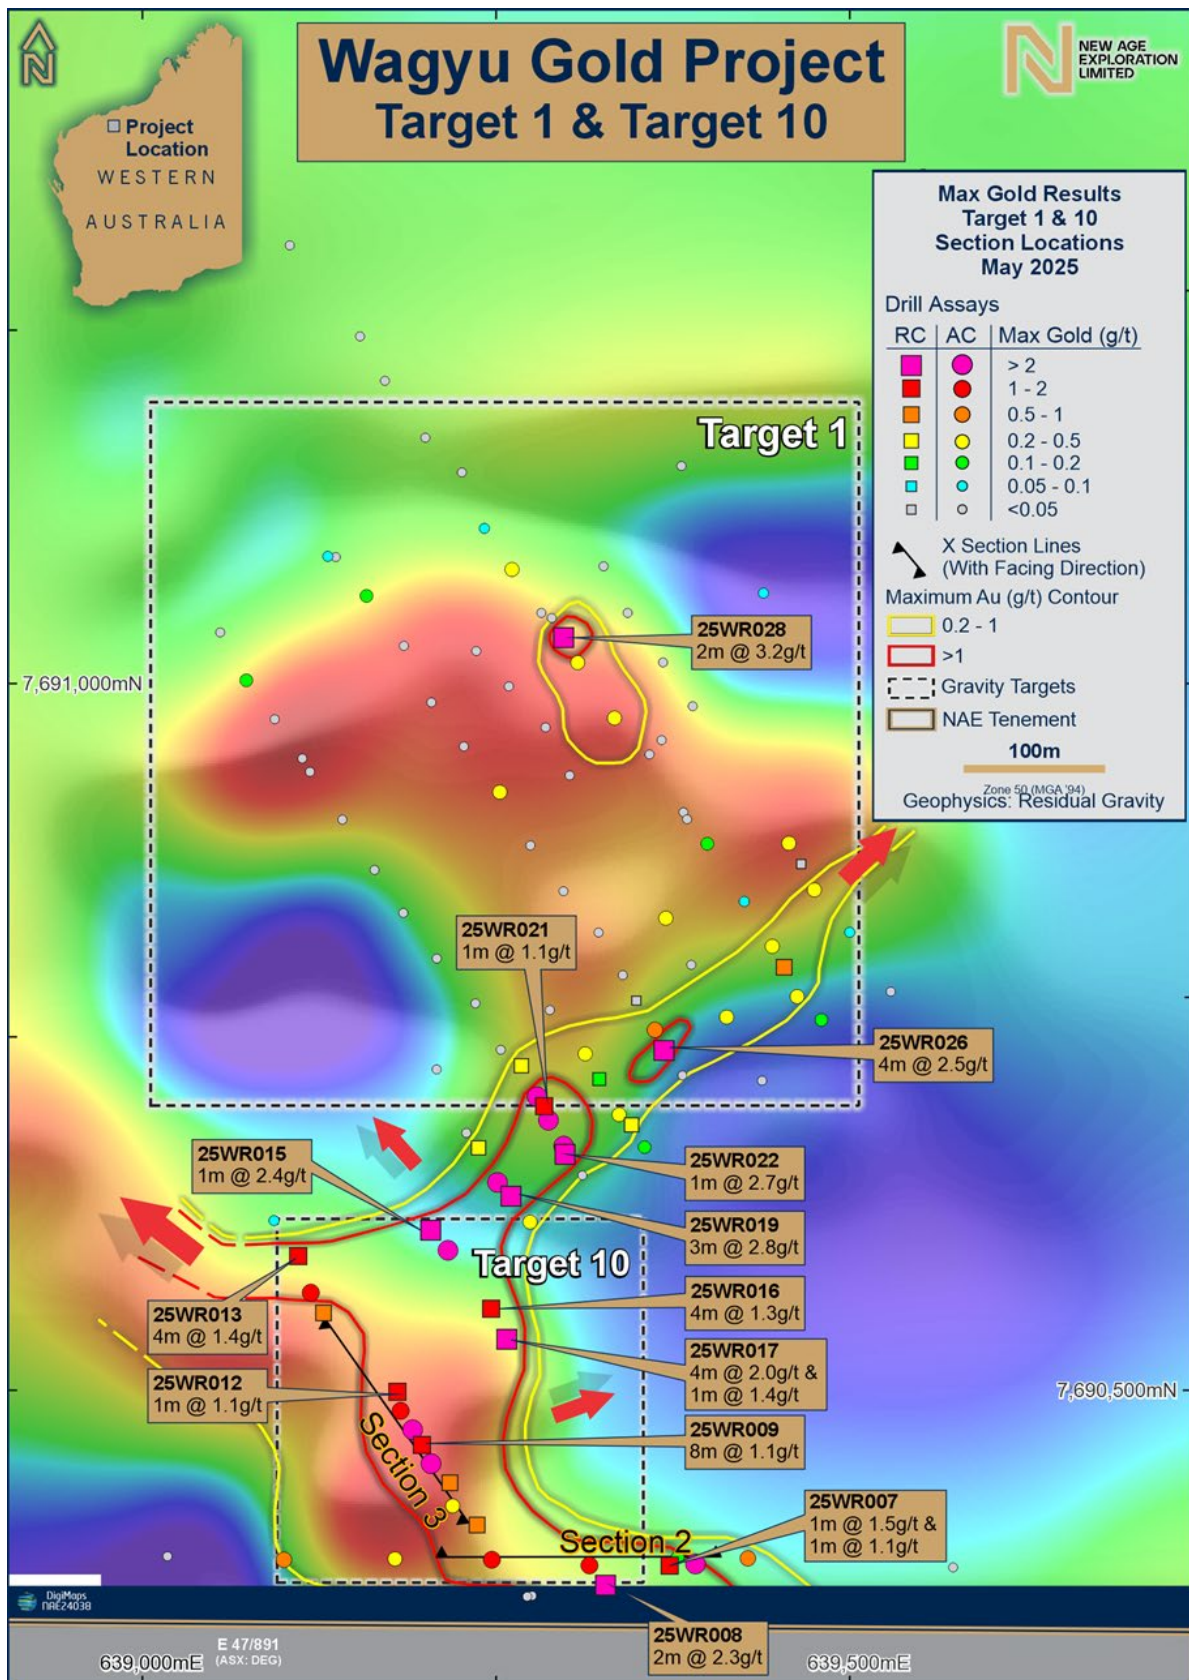 N
Project
Location
WESTERN
AUSTRALIA
Wagyu Gold Project
Target 1 & Target 10
NEW AGE
EXPLORATION
LIMITED
Max Gold Results
Target 1 & 10
Section Locations
May 2025
Drill Assays
RC AC Max Gold (g/t)
> 2
1 - 2
0.5 - 1
0.2 - 0.5
0.1 - 0.2
0.05 - 0.1
<0.05
X Section Lines
(With Facing Direction)
Maximum Au (g/t) Contour
0.2 - 1
>1
Gravity Targets
NAE Tenement
100m
Zone 50 (MGA '94)
Geophysics: Residual Gravity
Target 1
25WR028
2m @ 3.2g/t
7,691,000mN
25WR021
1m @ 1.1g/t
25WR026
4m @ 2.5g/t
25WR015
1m @ 2.4g/t
25WR022
1m @ 2.7g/t
25WR019
3m @ 2.8g/t
Target 10
25WR013
4m @ 1.4g/t
25WR016
4m @ 1.3g/t
25WR017
4m @ 2.0g/t &
1m @ 1.4g/t
25WR012
1m @ 1.1g/t
7,690,500mN
25WR009
8m @ 1.1g/t
Section 3
25WR007
1m @ 1.5g/t &
1m @ 1.1g/t
Section 2
DigiMaps
NAE24038
25WR008
2m @ 2.3g/t
E 47/891
(ASX: DEG)
639,000mE
639,500mE